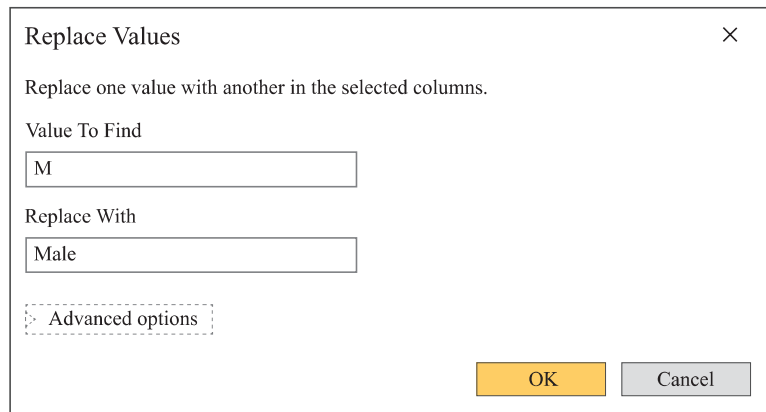 Replace Values
Replace one value with another in the selected columns.
Value To Find
M
Replace With
Male
Advanced options
OK
Cancel